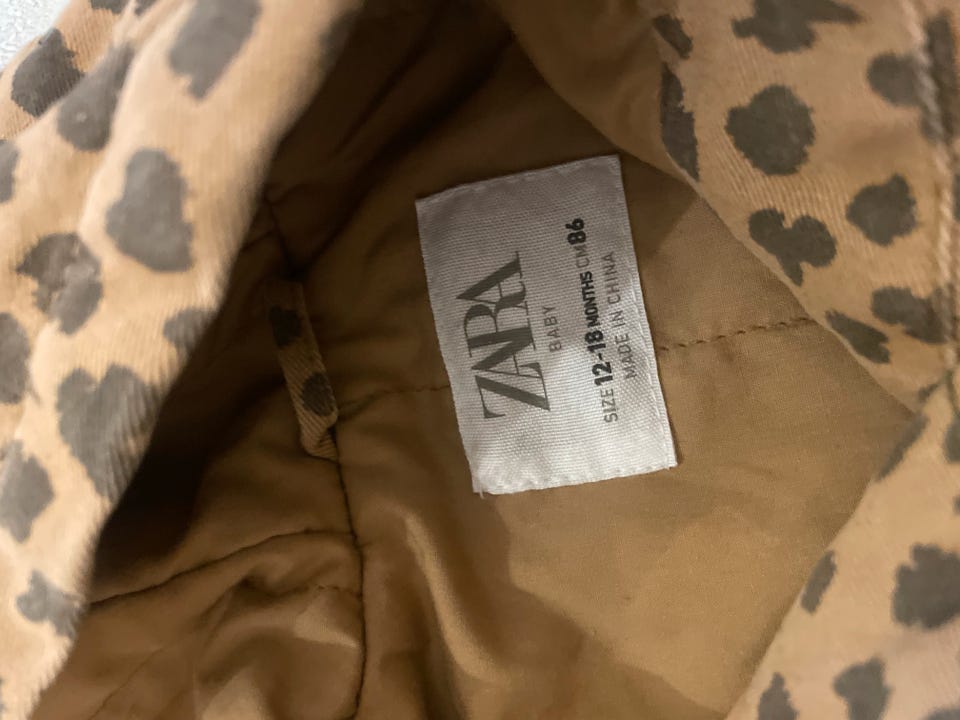 ZARA
BABY
SIZE 12-18 MONTHS CM 86
MADE IN CHINA